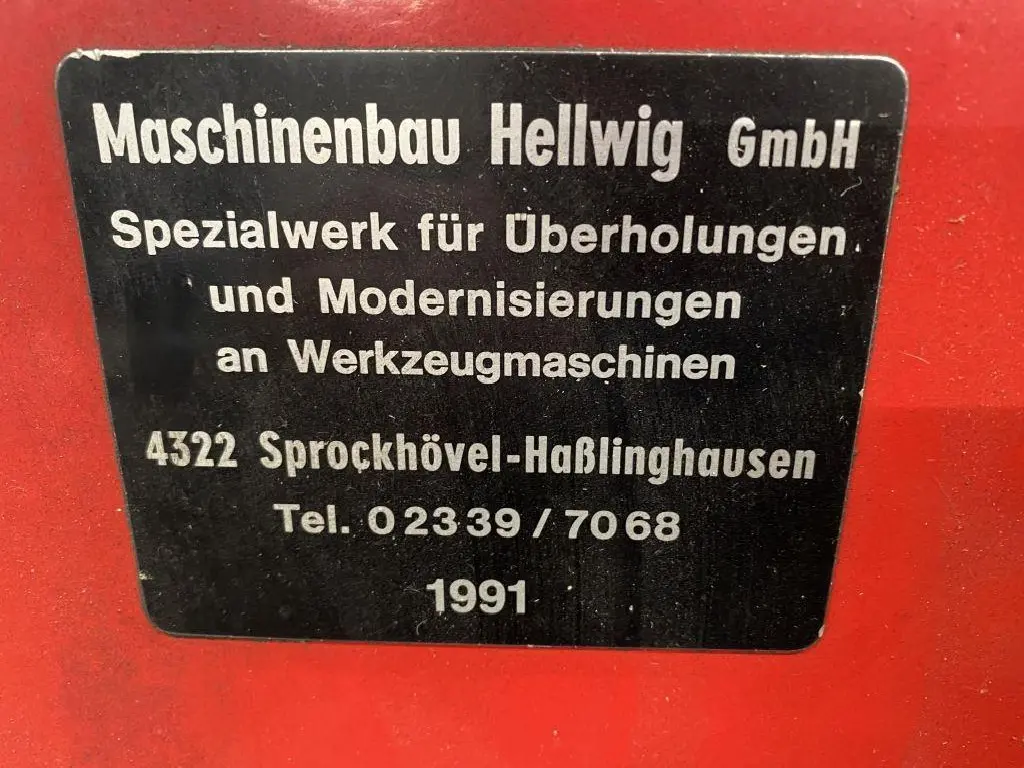 Maschinenbau Hellwig GmbH
Spezialwerk für Überholungen
und Modernisierungen
an Werkzeugmaschinen
4322 Sprockhövel-Haßlinghausen
Tel. 02339/7068
1991